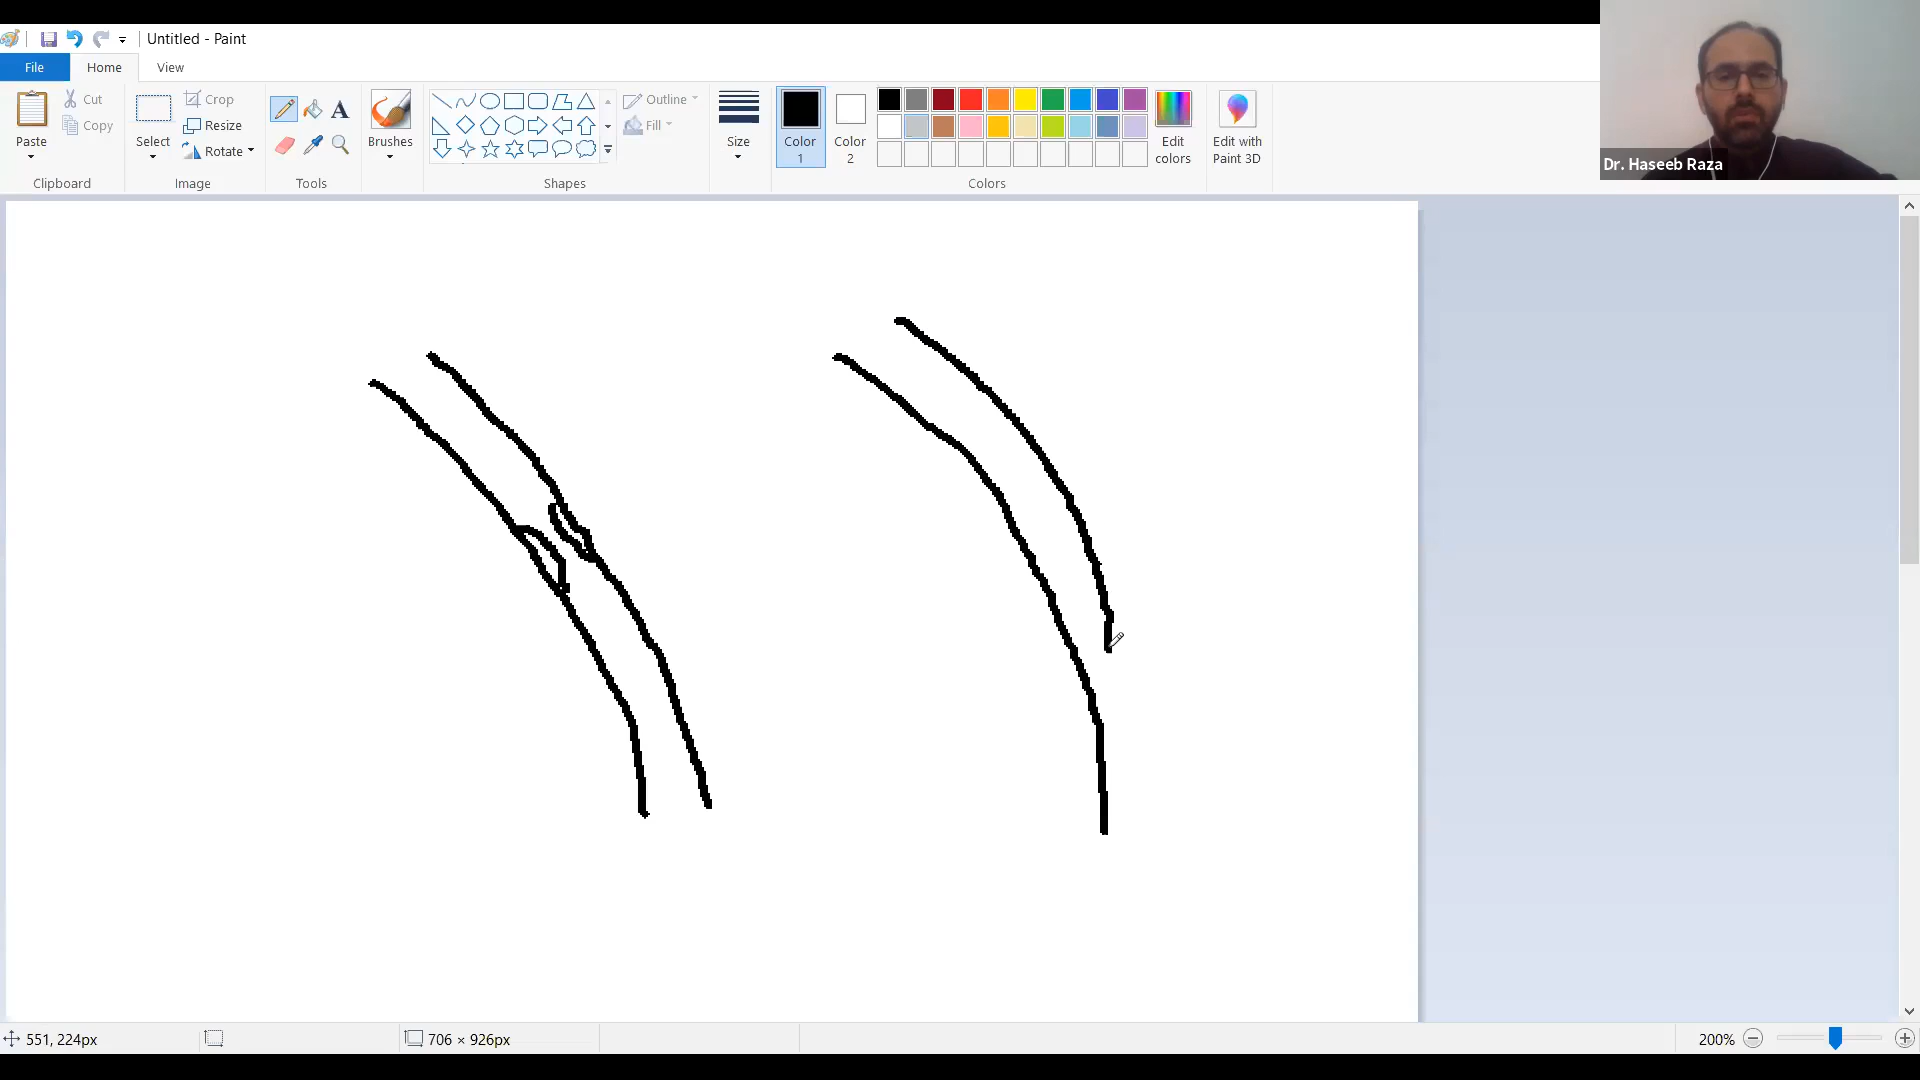 Untitled - Paint
File Home View
Paste
Cut
Copy
Clipboard
Select
Crop
Resize
Rotate
Image
Tools
Brushes
Shapes
Outline
Fill
Size
Color 1
Color 2
Edit colors
Colors
Edit with Paint 3D
Dr. Haseeb Raza
551, 224px
706 × 926px
200%